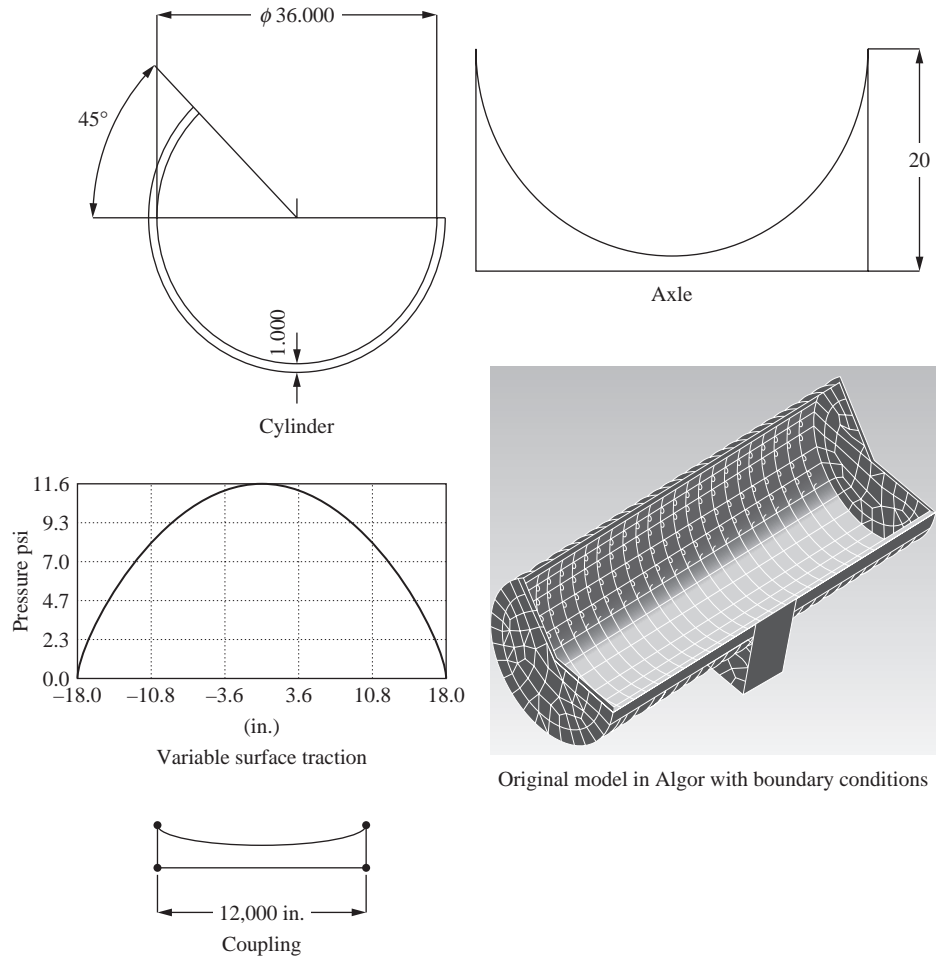 ϕ 36.000
45°
1.000
Cylinder
20
Axle
11.6
9.3
7.0
4.7
2.3
0.0
Pressure psi
–18.0 –10.8 –3.6 3.6 10.8 18.0
(in.)
Variable surface traction
Original model in Algor with boundary conditions
12,000 in.
Coupling